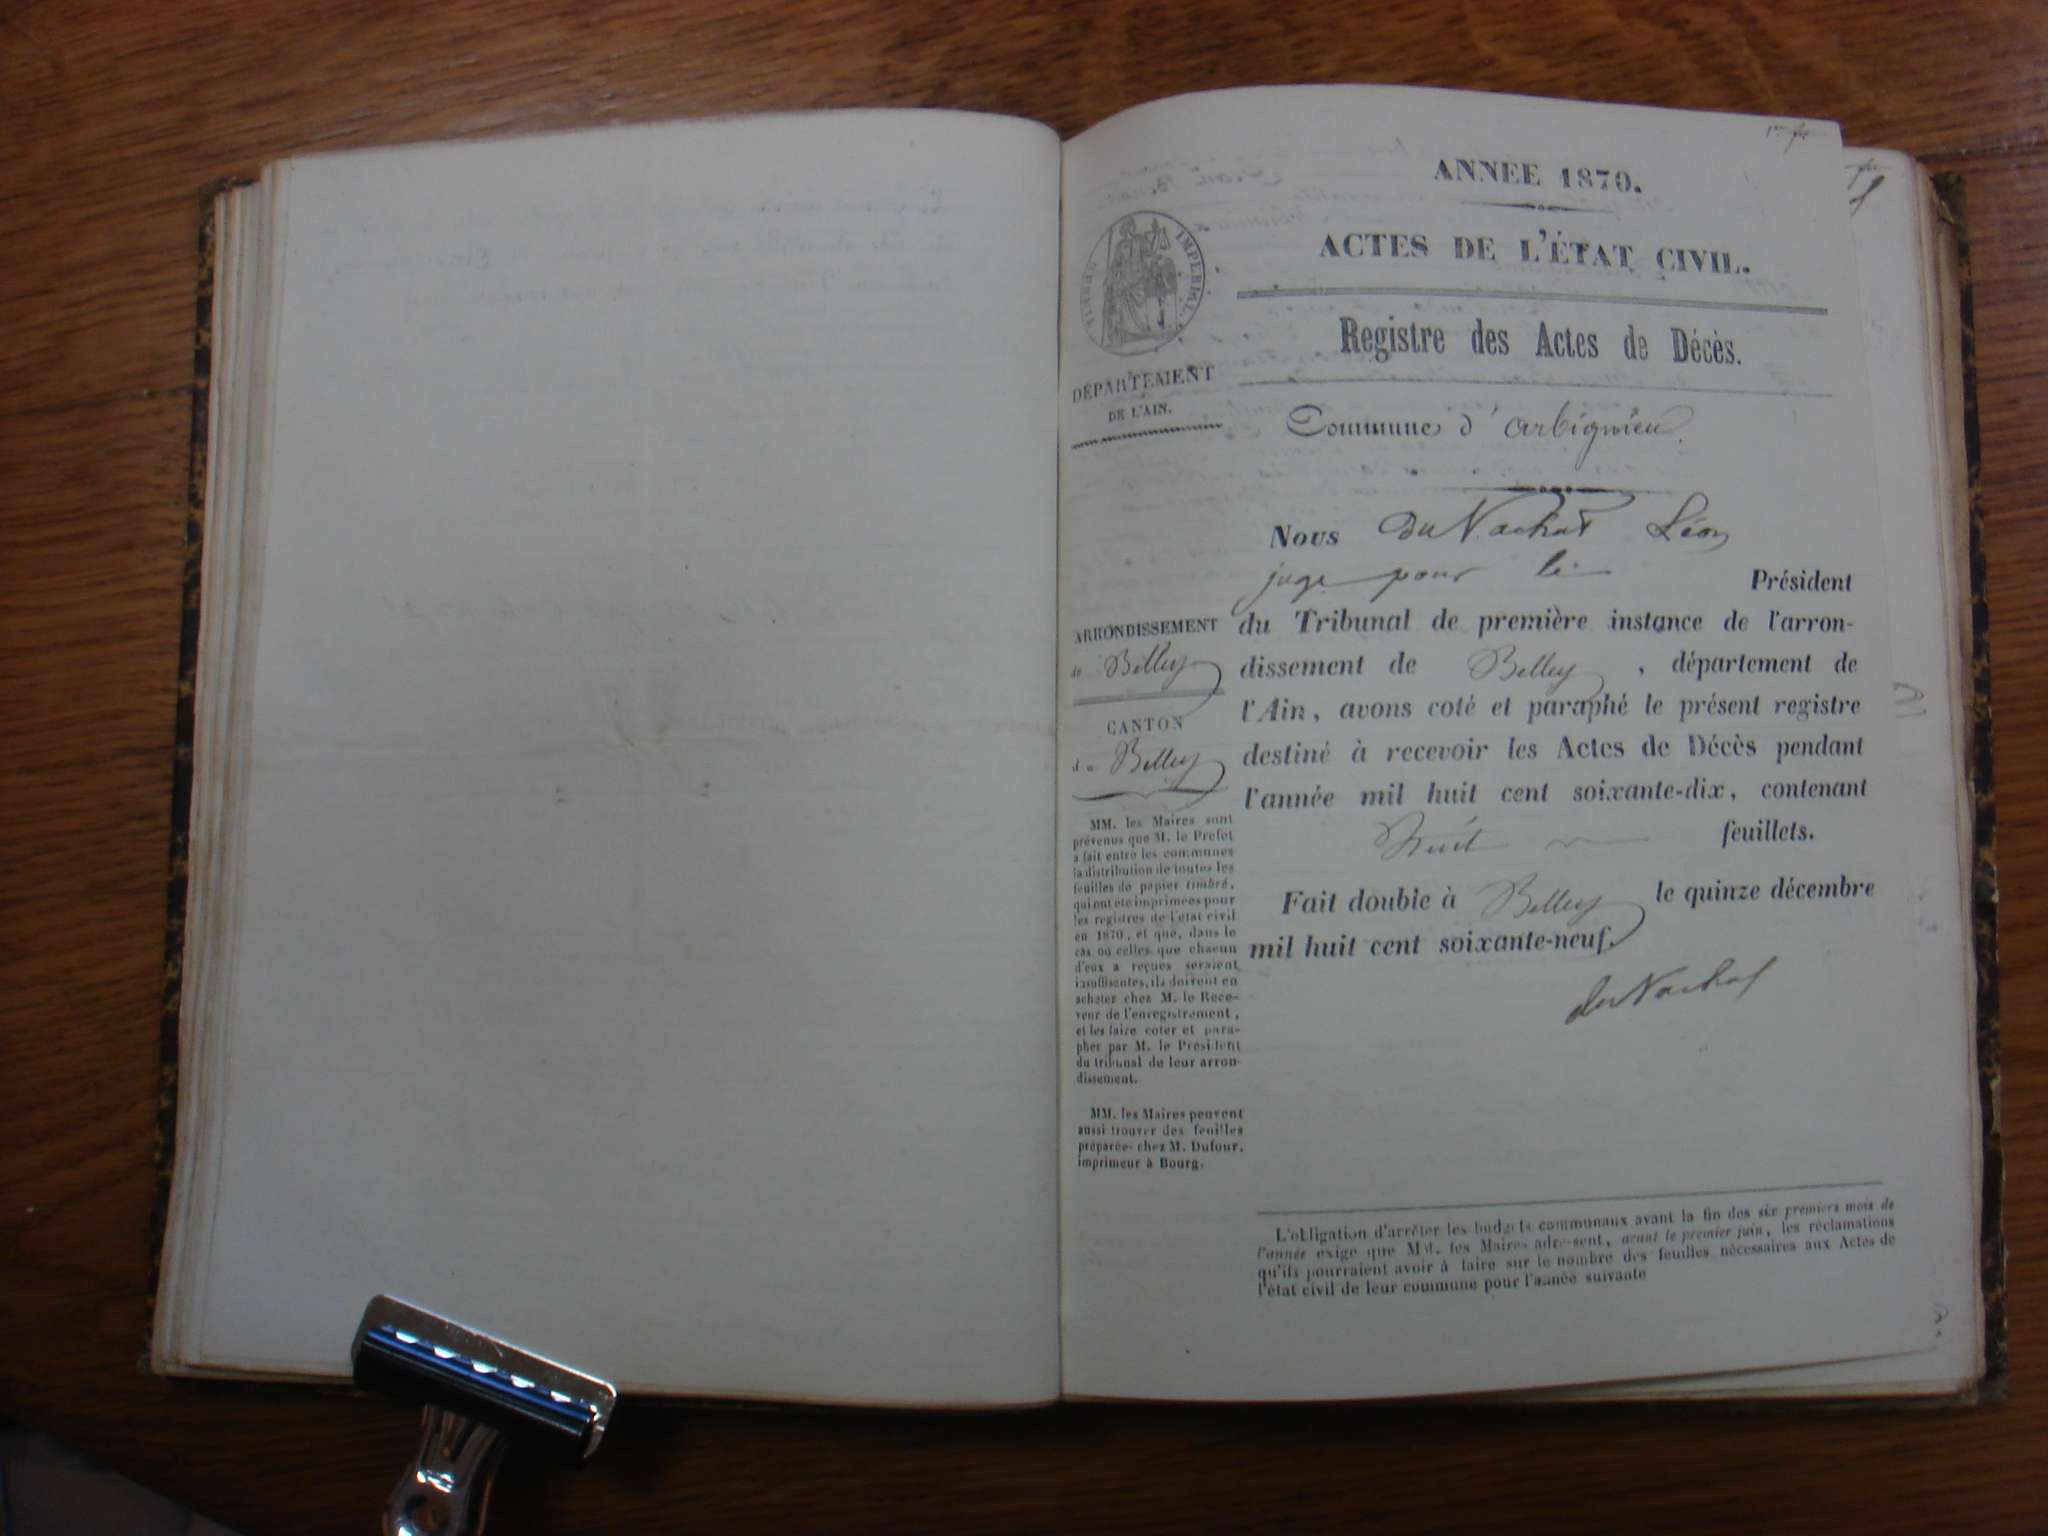 ANNEE 1870.
ACTES DE L'ÉTAT CIVIL.
TIMBRE IMPERIAL
Registre des Actes de Décès.
DÉPARTEMENT
DE L'AIN.
Commune d'arbignieu.
Nous du Nachat Léon
juge pour le Président
du Tribunal de première instance de l'arron-
dissement de Belley, département de
l'Ain, avons coté et paraphé le présent registre
destiné à recevoir les Actes de Décès pendant
l'année mil huit cent soixante-dix, contenant
huit feuillets.
Fait double à Belley le quinze décembre
mil huit cent soixante-neuf.
du Nachat
ARRONDISSEMENT
de Belley
CANTON
de Belley
MM. les Maires sont
prévenus que M. le Préfet
a fait entre les communes
la distribution de toutes les
feuilles de papier timbré,
qui ont été imprimées pour
les registres de l'état civil
en 1870, et que, dans le
cas où celles que chacun
d'eux a reçues seraient
insuffisantes, ils doivent en
acheter chez M. le Rece-
veur de l'enregistrement,
et les faire coter et para-
pher par M. le Président
du tribunal de leur arron-
dissement.
MM. les Maires peuvent
aussi trouver des feuilles
préparées chez M. Dufour,
imprimeur à Bourg.
L'obligation d'arrêter les budgets communaux avant la fin des six premiers mois de
l'année exige que MM. les Maires adressent, avant le premier juin, les réclamations
qu'ils pourraient avoir à faire sur le nombre des feuilles nécessaires aux Actes de
l'état civil de leur commune pour l'année suivante